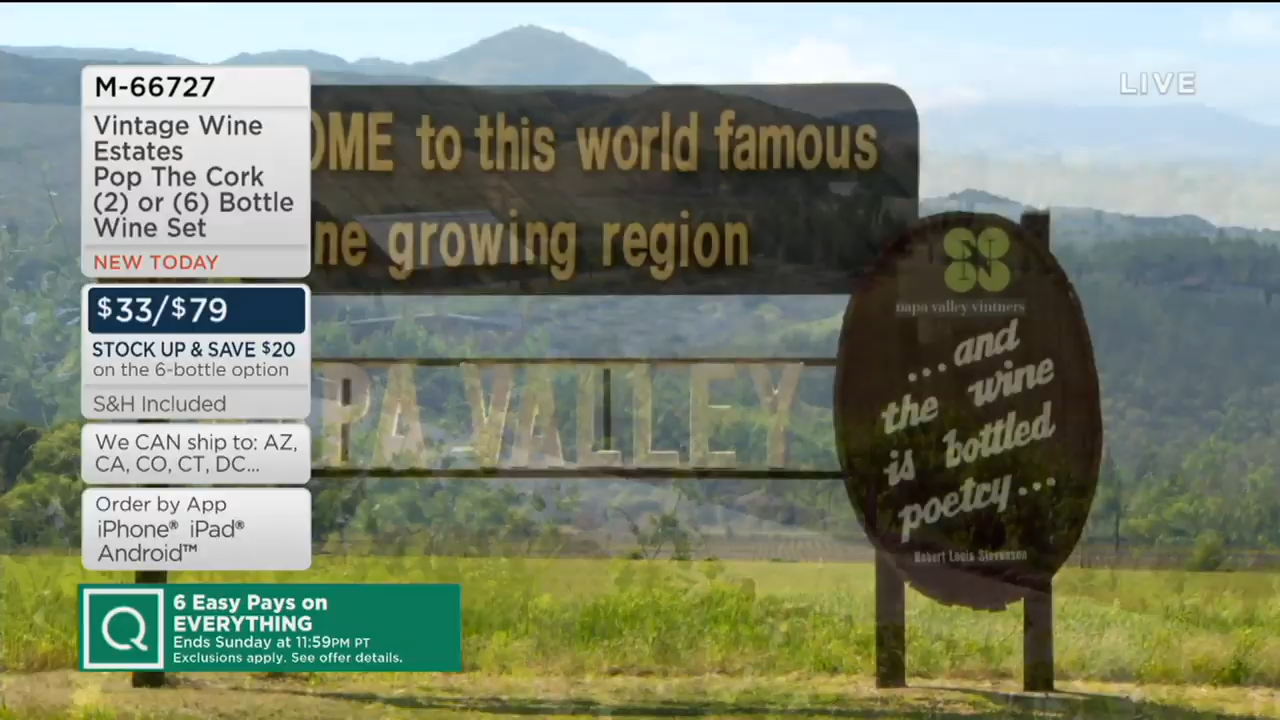 M-66727
Vintage Wine
Estates
Pop The Cork
(2) or (6) Bottle
Wine Set
NEW TODAY
$33/$79
STOCK UP & SAVE $20
on the 6-bottle option
S&H Included
We CAN ship to: AZ,
CA, CO, CT, DC...
Order by App
iPhone® iPad®
Android™
Q
6 Easy Pays on
EVERYTHING
Ends Sunday at 11:59PM PT
Exclusions apply. See offer details.
LIVE
OME to this world famous
ne growing region
PA VALLEY
napa valley vintners
...and
the wine
is bottled
poetry...
Robert Louis Stevenson